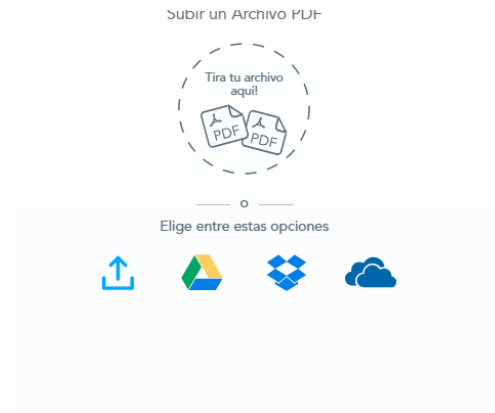 Subir un Archivo PDF
Tira tu archivo
aquí!
PDF
PDF
o
Elige entre estas opciones